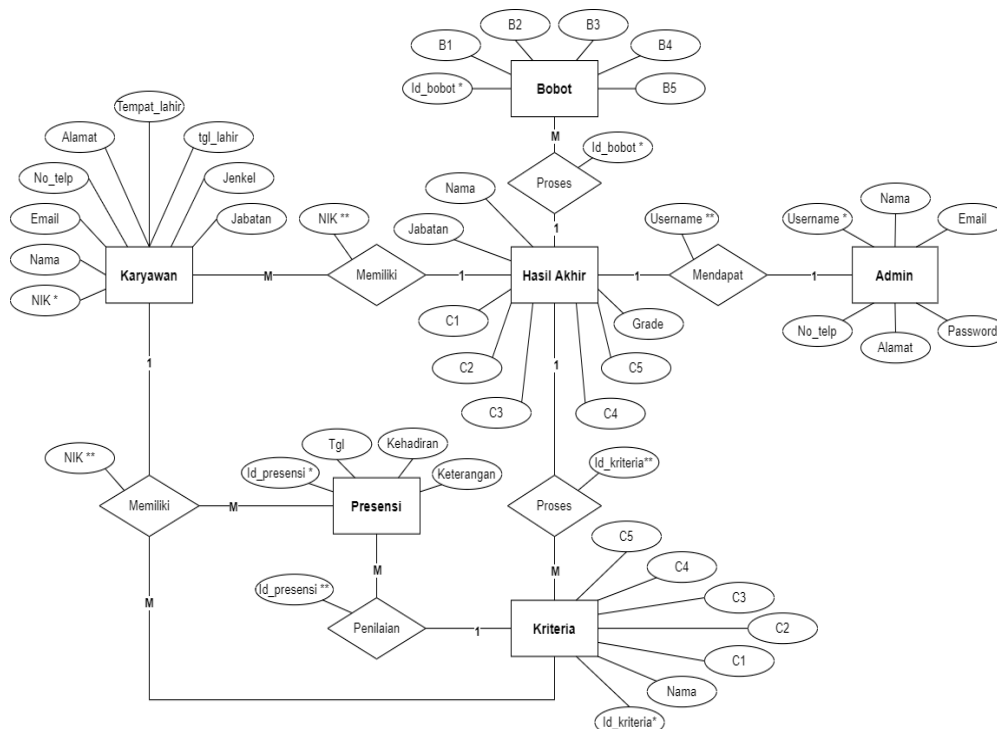 B2
B3
B1
B4
Id_bobot *
Bobot
B5
Tempat_lahir
M
Alamat
tgl_lahir
Id_bobot *
No_telp
Jenkel
Proses
Nama
Nama
Email
Jabatan
NIK **
Jabatan
Username **
Username *
Email
1
Nama
Karyawan
M
Memiliki
1
Hasil Akhir
1
Mendapat
1
Admin
NIK *
C1
Grade
No_telp
Password
Alamat
1
C2
C5
1
C3
C4
Tgl
Kehadiran
NIK **
Id_presensi *
Keterangan
Id_kriteria**
Memiliki
M
Presensi
Proses
C5
M
M
C4
Id_presensi **
C3
M
Penilaian
1
Kriteria
C2
C1
Nama
Id_kriteria*